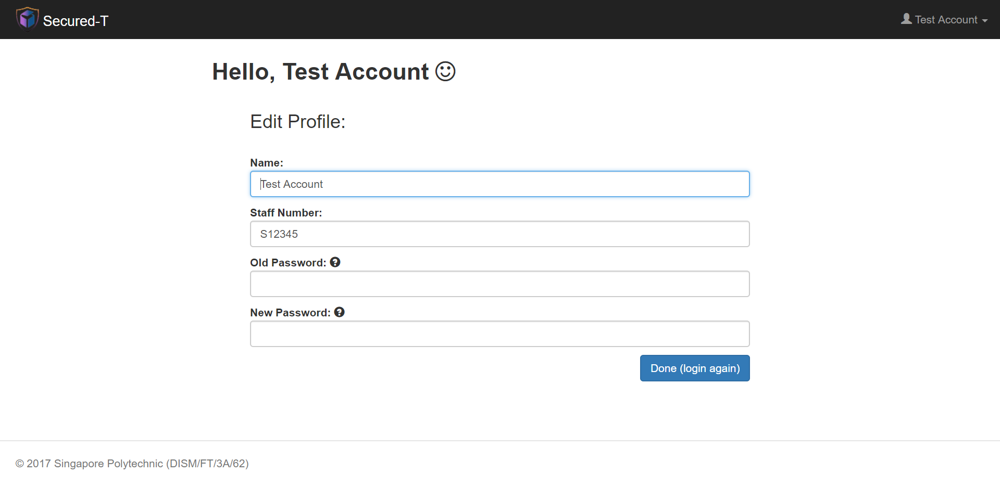 Secured-T
Test Account
Hello, Test Account
Edit Profile:
Name:
Test Account
Staff Number:
S12345
Old Password:
New Password:
Done (login again)
© 2017 Singapore Polytechnic (DISM/FT/3A/62)